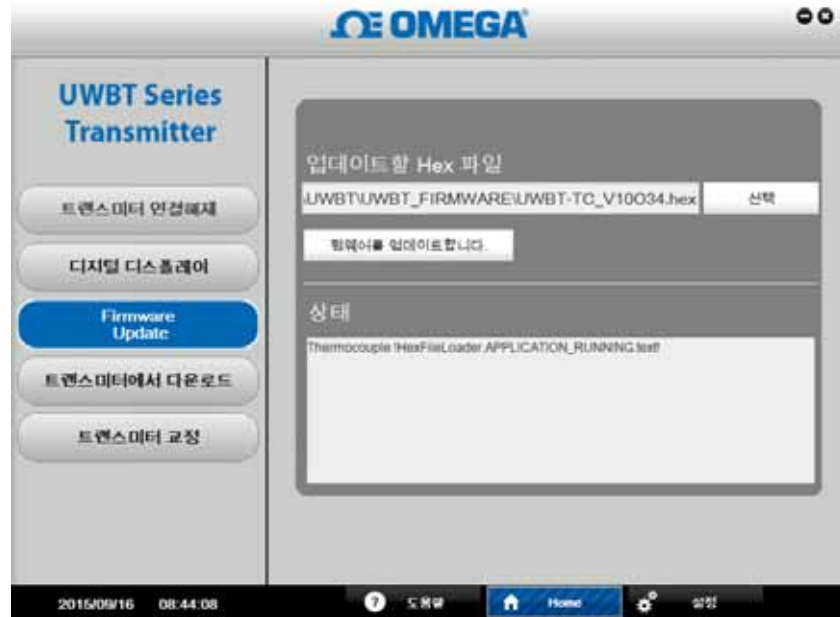 OMEGA
UWBT Series
Transmitter
트랜스미터 연결해제
디지털 디스플레이
Firmware
Update
트랜스미터에서 다운로드
트랜스미터 교정
업데이트할 Hex 파일
.\UWBT\UWBT_FIRMWARE\UWBT-TC_V10O34.hex
선택
펌웨어를 업데이트합니다.
상태
Thermocouple !HexFileLoader.APPLICATION_RUNNING.text!
2015/09/16 08:44:08
? 도움말
Home
설정